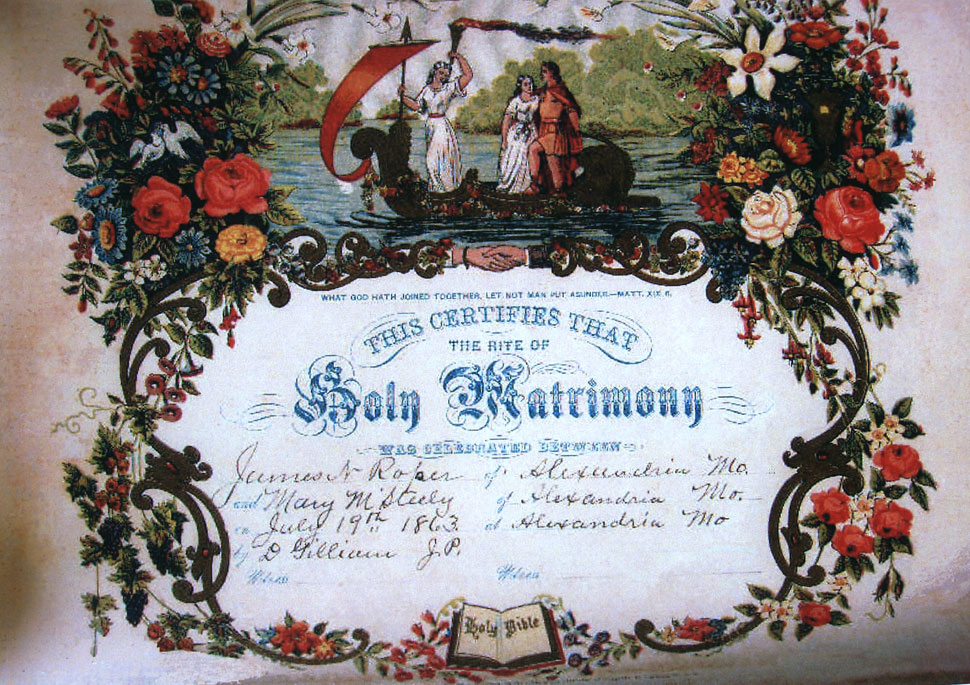 WHAT GOD HATH JOINED TOGETHER, LET NOT MAN PUT ASUNDER.—MATT. XIX. 6.
THIS CERTIFIES THAT
THE RITE OF
Holy Matrimony
WAS CELEBRATED BETWEEN
James N Roper of Alexandria Mo.
and Mary M Steely of Alexandria Mo.
on July 19th 1863 at Alexandria Mo
by D Gilliam J.P.
Witness Witness
Holy Bible